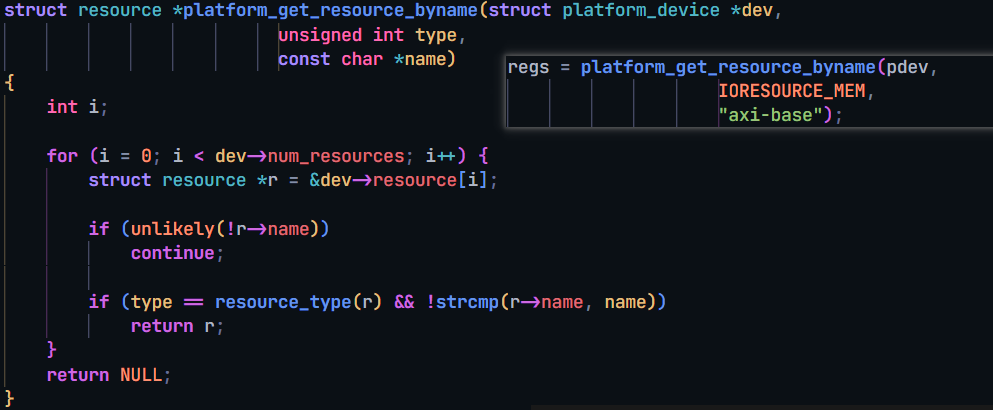 struct resource *platform_get_resource_byname(struct platform_device *dev,
unsigned int type,
const char *name)
{
int i;
for (i = 0; i < dev->num_resources; i++) {
struct resource *r = &dev->resource[i];
if (unlikely(!r->name))
continue;
if (type == resource_type(r) && !strcmp(r->name, name))
return r;
}
return NULL;
}
regs = platform_get_resource_byname(pdev,
IORESOURCE_MEM,
"axi-base");